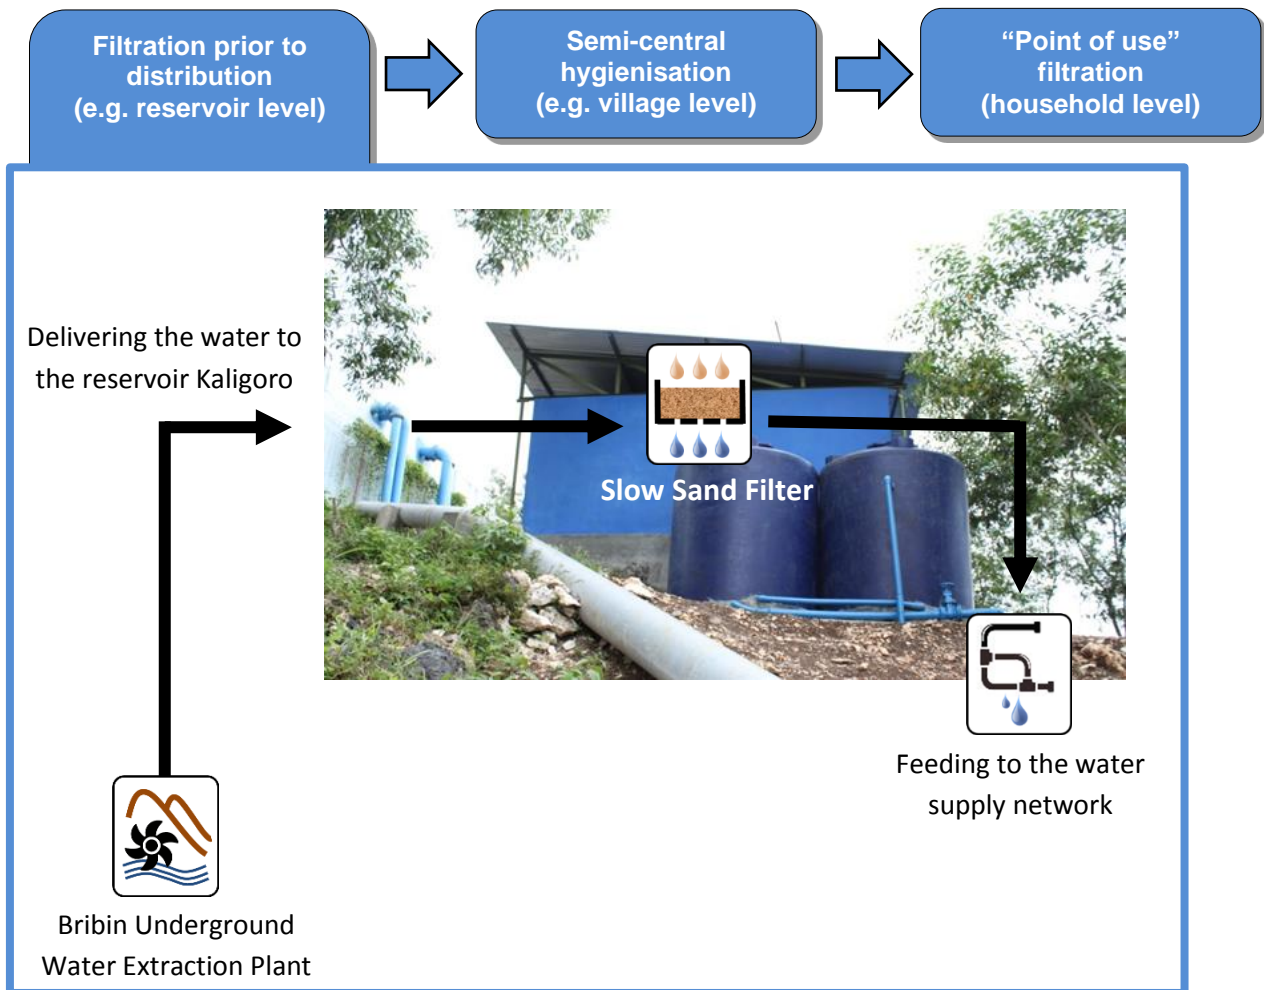 Filtration prior to
distribution
(e.g. reservoir level)
Semi-central
hygienisation
(e.g. village level)
“Point of use”
filtration
(household level)
Delivering the water to
the reservoir Kaligoro
Slow Sand Filter
Feeding to the water
supply network
Bribin Underground
Water Extraction Plant